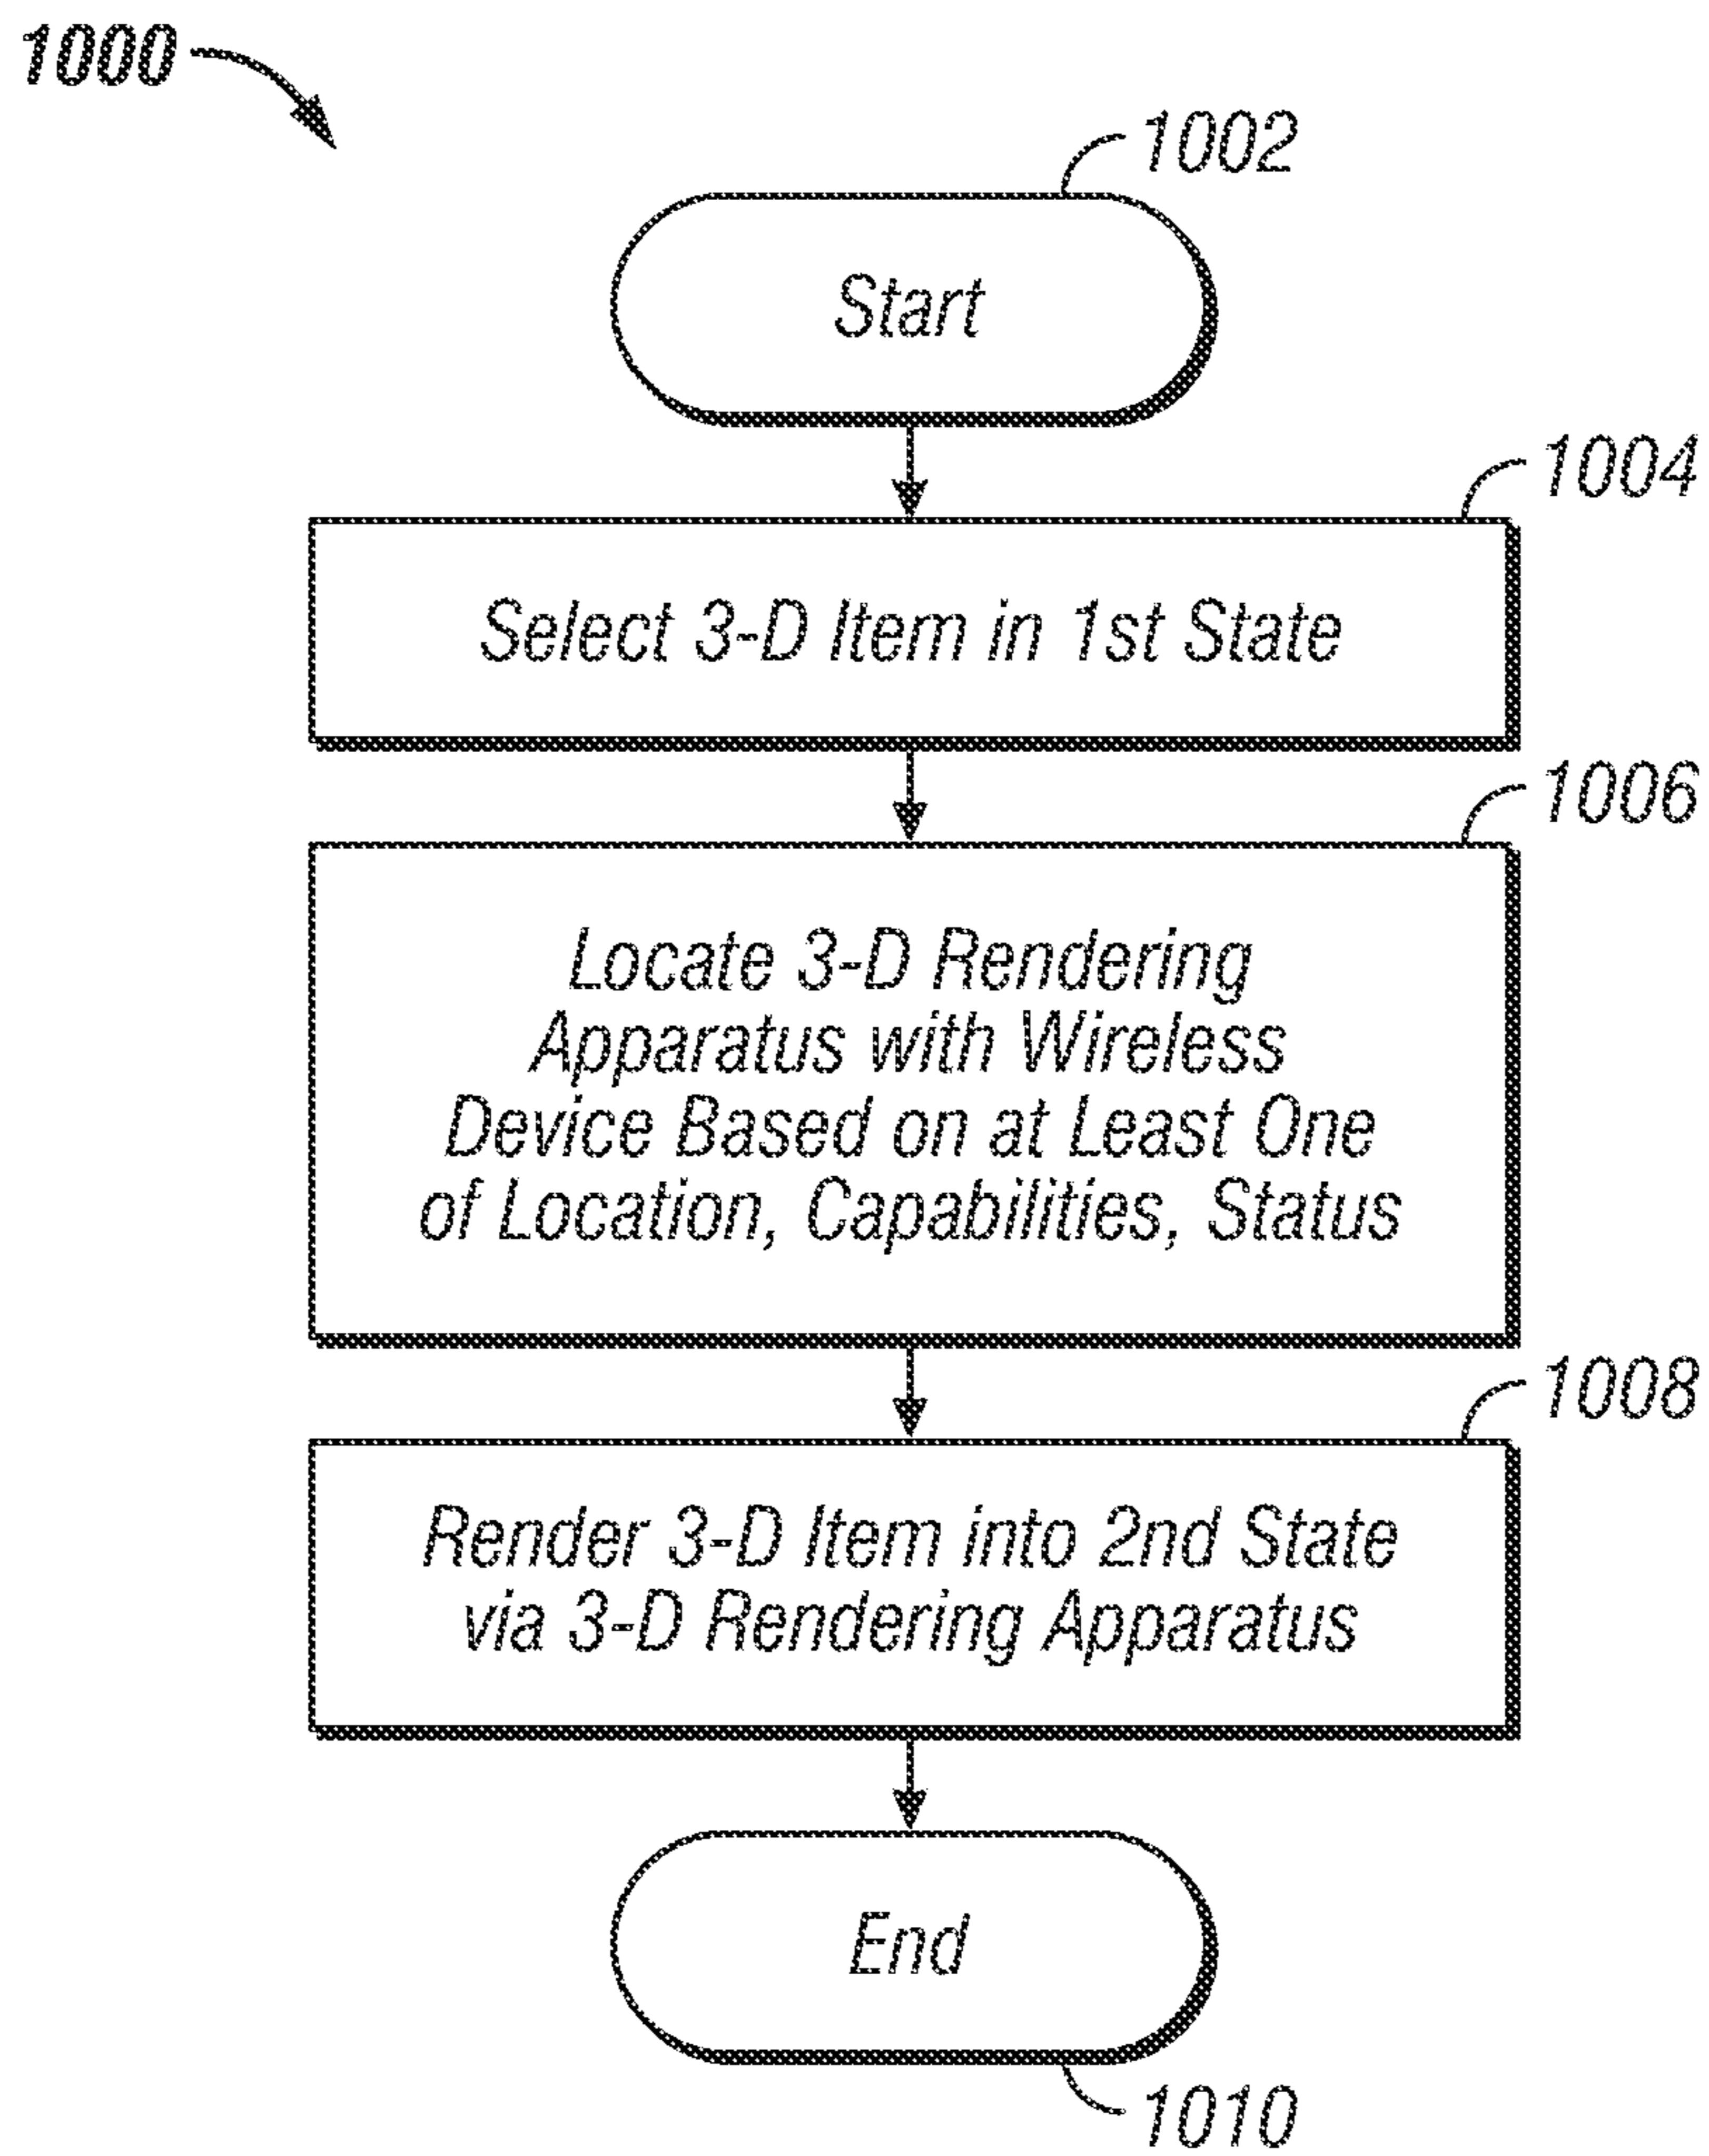 1000
1002
Start
1004
Select 3-D Item in 1st State
1006
Locate 3-D Rendering
Apparatus with Wireless
Device Based on at Least One
of Location, Capabilities, Status
1008
Render 3-D Item into 2nd State
via 3-D Rendering Apparatus
End
1010